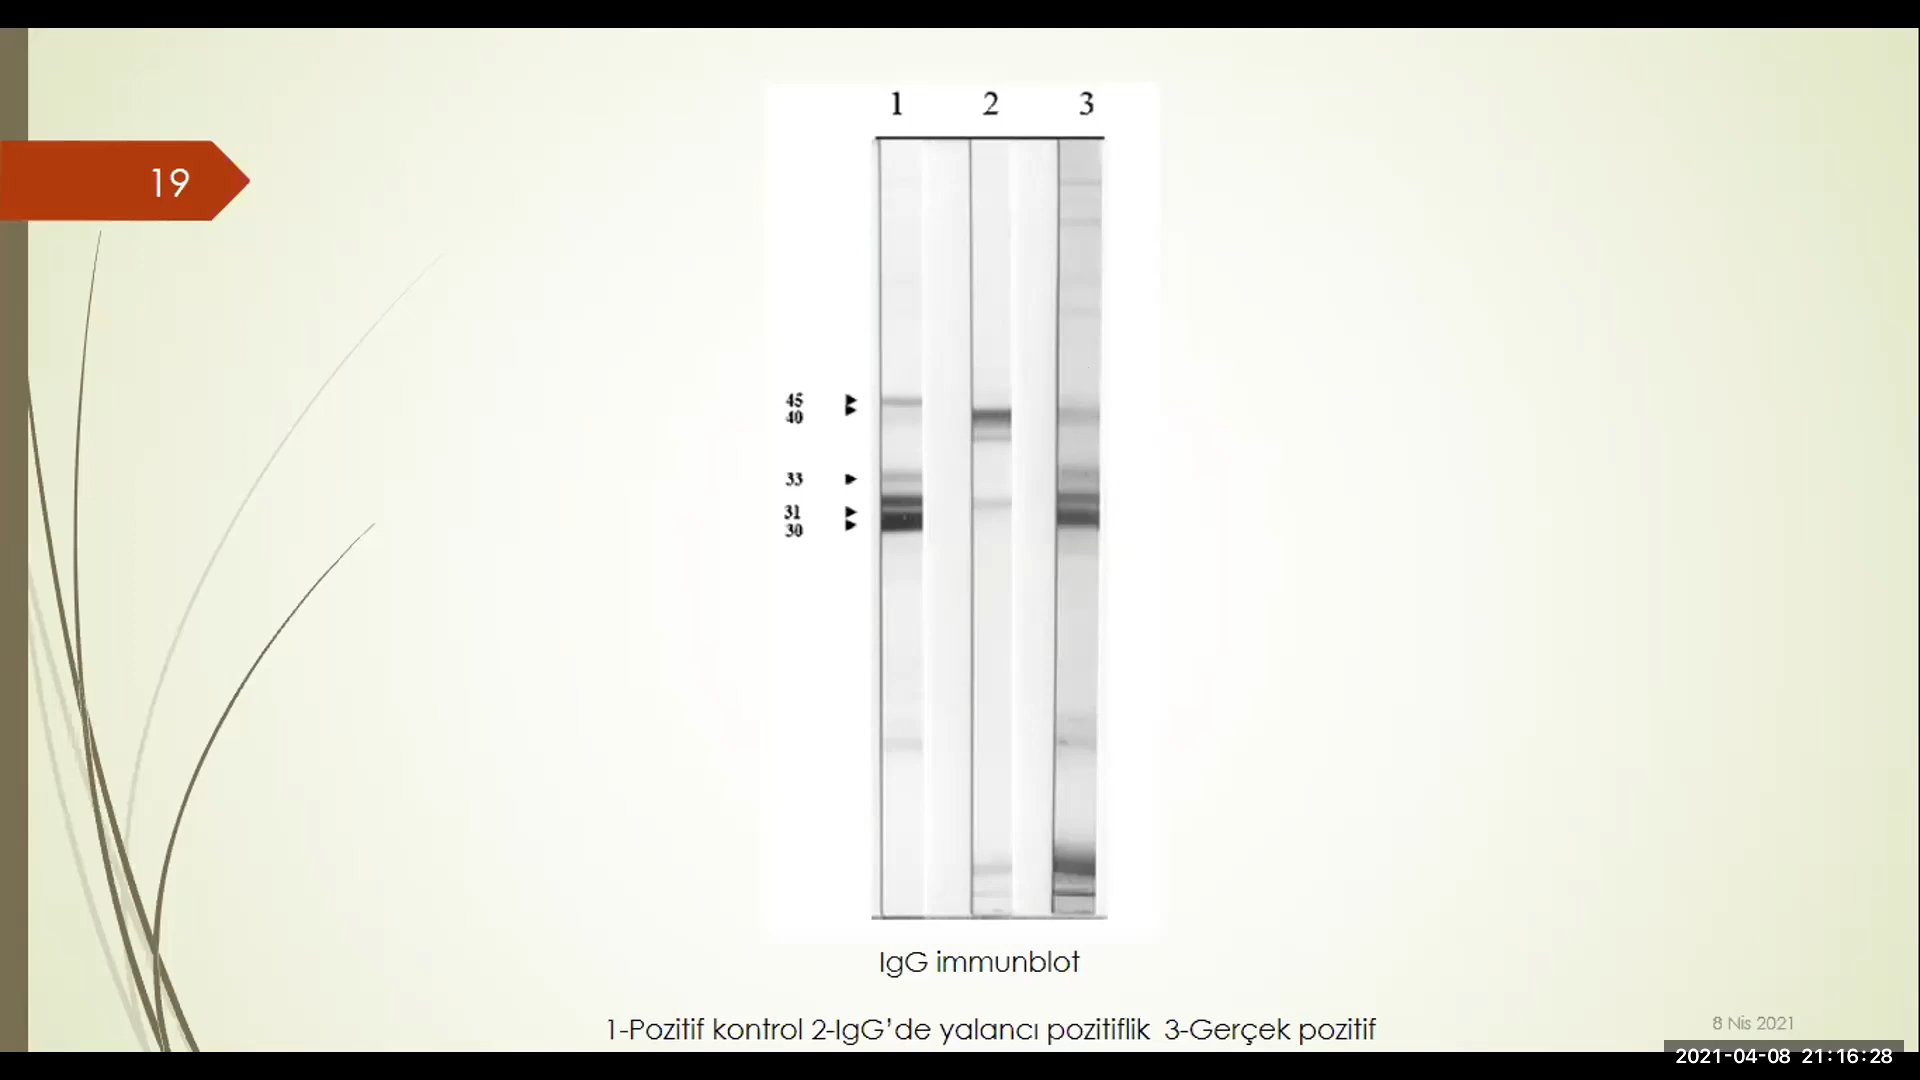 1 2 3
19
45
40
33
31
30
IgG immunblot
1-Pozitif kontrol 2-IgG’de yalancı pozitiflik 3-Gerçek pozitif
8 Nis 2021
2021-04-08 21:16:28